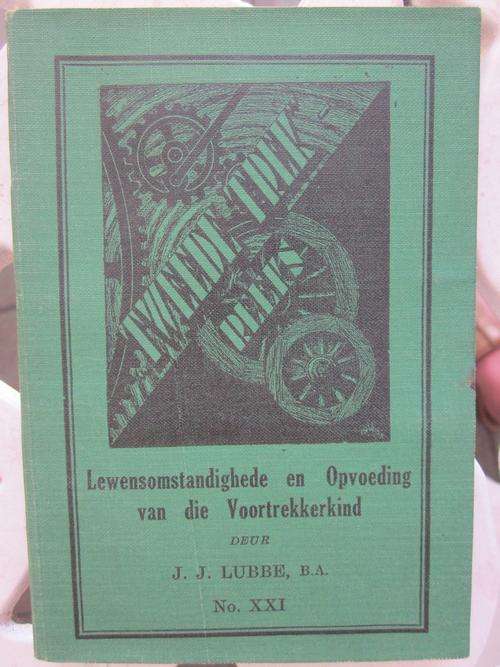 TWEEDE TREK-
REEKS
Lewensomstandighede en Opvoeding
van die Voortrekkerkind
DEUR
J. J. LUBBE, B.A.
No. XXI